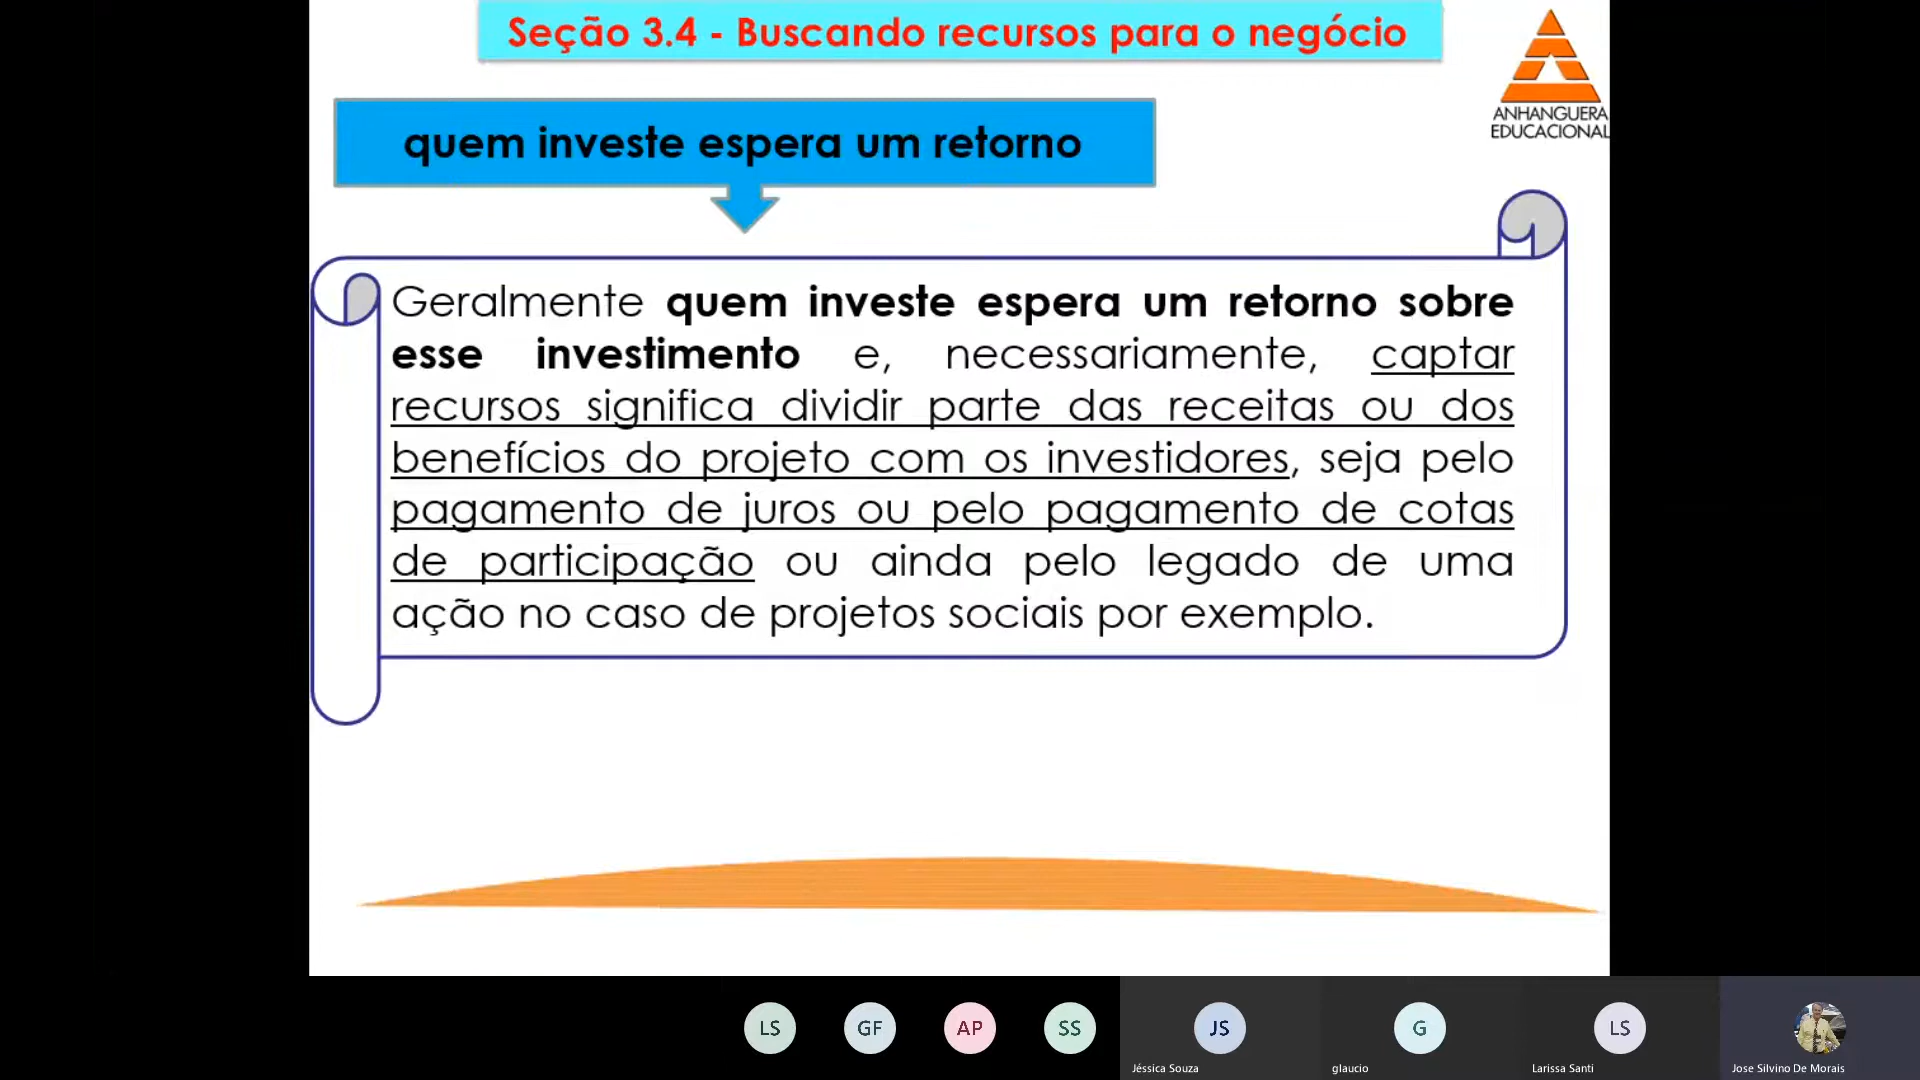 Seção 3.4 - Buscando recursos para o negócio
ANHANGUERA
EDUCACIONAL
quem investe espera um retorno
Geralmente quem investe espera um retorno sobre
esse investimento e, necessariamente, captar
recursos significa dividir parte das receitas ou dos
benefícios do projeto com os investidores, seja pelo
pagamento de juros ou pelo pagamento de cotas
de participação ou ainda pelo legado de uma
ação no caso de projetos sociais por exemplo.
LS
GF
AP
SS
JS
G
LS
Jéssica Souza
glaucio
Larissa Santi
Jose Silvino De Morais